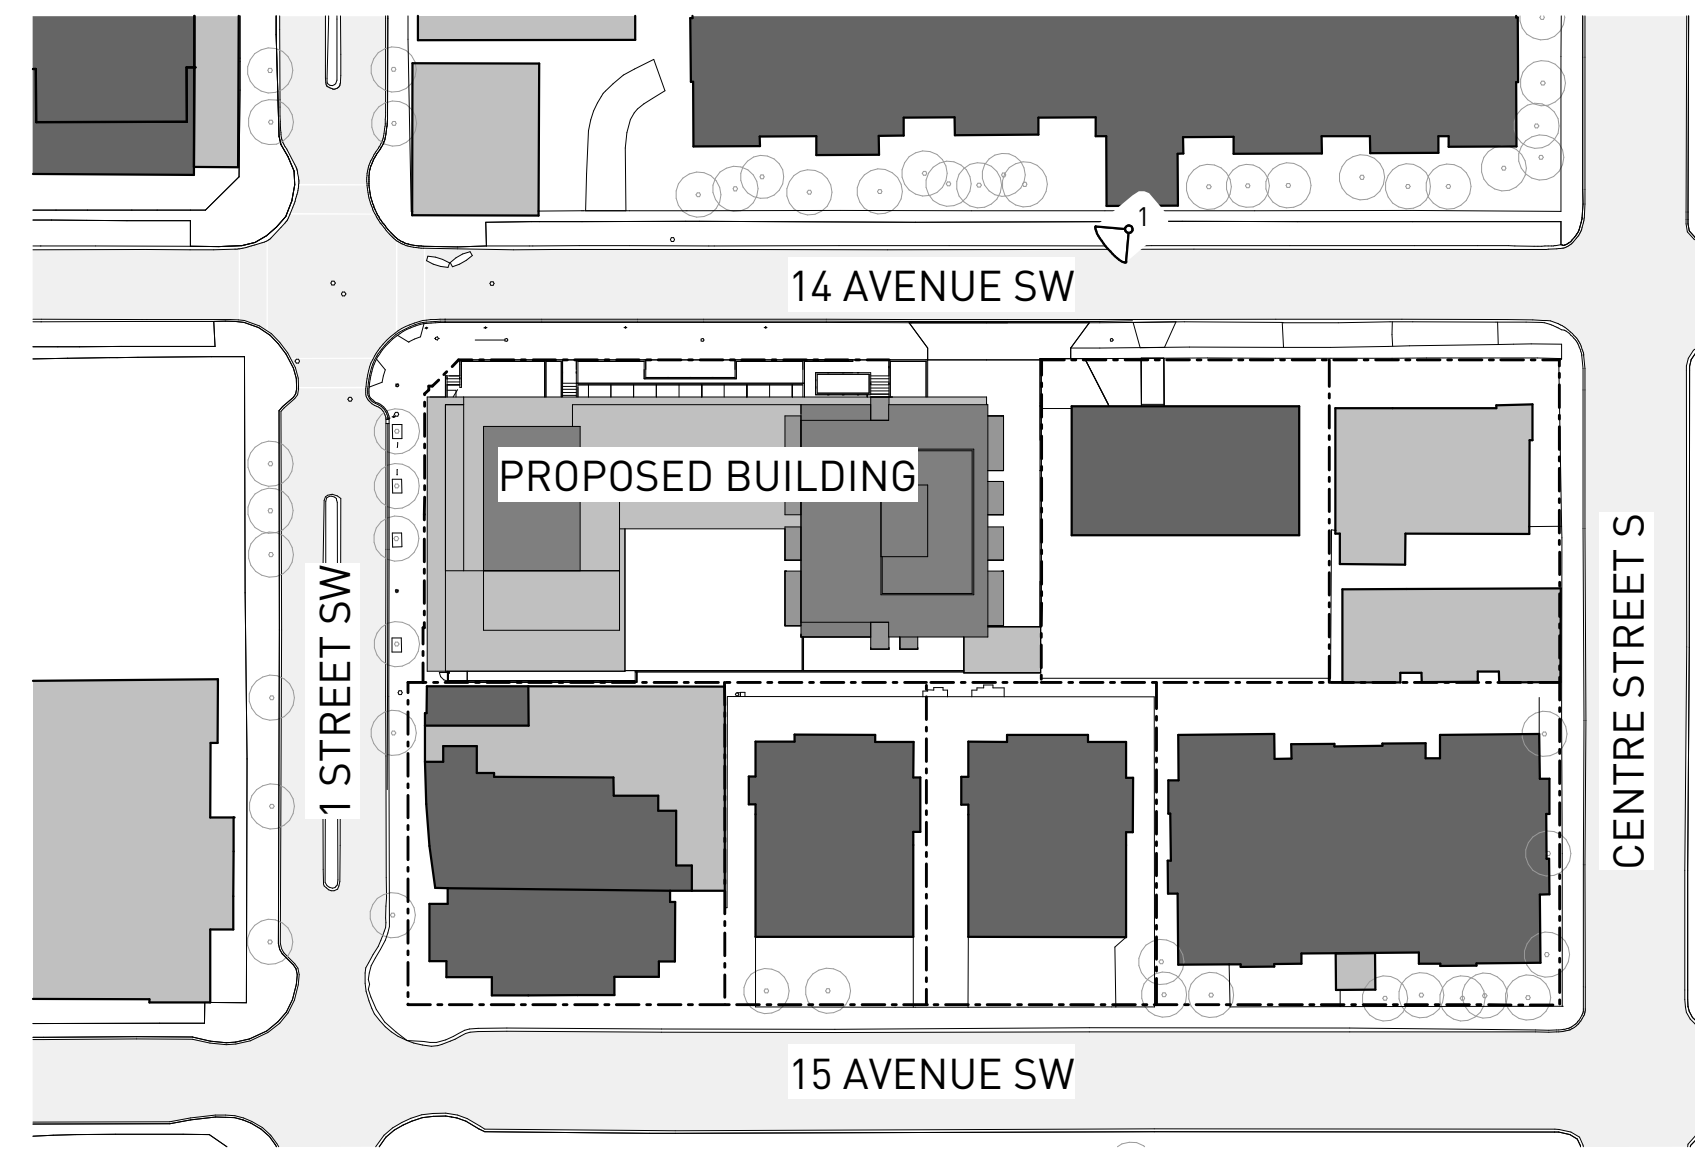 1
14 AVENUE SW
PROPOSED BUILDING
1 STREET SW
CENTRE STREET S
15 AVENUE SW